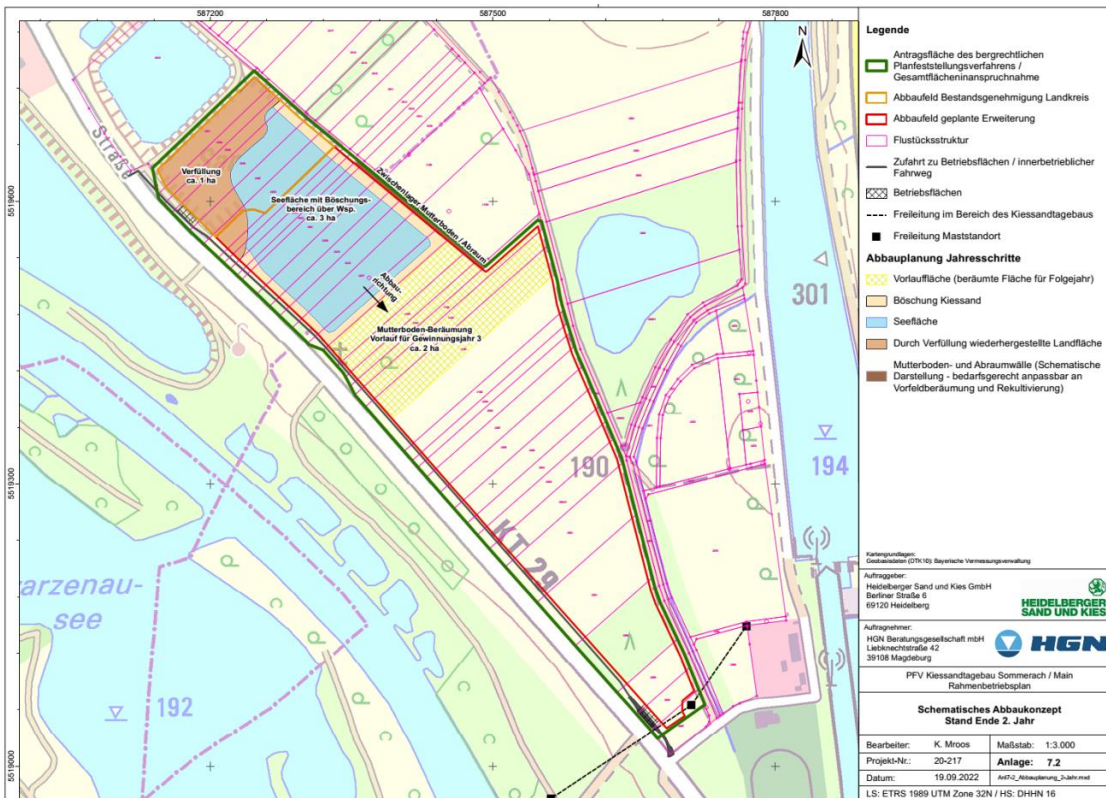 587200
587500
587800
5519600
5519300
5519000
N
Straße
Verfüllung
ca. 1 ha
Seefläche mit Böschungs-
bereich über Wsp.
ca. 3 ha
Zwischenlager Mutterboden / Abraum
Abbau-
richtung
Mutterboden-Beräumung
Vorlauf für Gewinnungsjahr 3
ca. 2 ha
301
190
194
KT 29
arzenau-
see
192
Legende
Antragsfläche des bergrechtlichen
Planfeststellungsverfahrens /
Gesamtflächeninanspruchnahme
Abbaufeld Bestandsgenehmigung Landkreis
Abbaufeld geplante Erweiterung
Flustücksstruktur
Zufahrt zu Betriebsflächen / innerbetrieblicher
Fahrweg
Betriebsflächen
Freileitung im Bereich des Kiessandtagebaus
Freileitung Maststandort
Abbauplanung Jahresschritte
Vorlauffläche (beräumte Fläche für Folgejahr)
Böschung Kiessand
Seefläche
Durch Verfüllung wiederhergestellte Landfläche
Mutterboden- und Abraumwälle (Schematische
Darstellung - bedarfsgerecht anpassbar an
Vorfeldberäumung und Rekultivierung)
Kartengrundlagen:
Geobasisdaten (DTK10): Bayerische Vermessungsverwaltung
Auftraggeber:
Heidelberger Sand und Kies GmbH
Berliner Straße 6
69120 Heidelberg
HEIDELBERGER
SAND UND KIES
Auftragnehmer:
HGN Beratungsgesellschaft mbH
Liebknechtstraße 42
39108 Magdeburg
HGN
PFV Kiessandtagebau Sommerach / Main
Rahmenbetriebsplan
Schematisches Abbaukonzept
Stand Ende 2. Jahr
Bearbeiter: K. Mroos Maßstab: 1:3.000
Projekt-Nr.: 20-217 Anlage: 7.2
Datum: 19.09.2022 Anl7-2_Abbauplanung_2-Jahr.mxd
LS: ETRS 1989 UTM Zone 32N / HS: DHHN 16